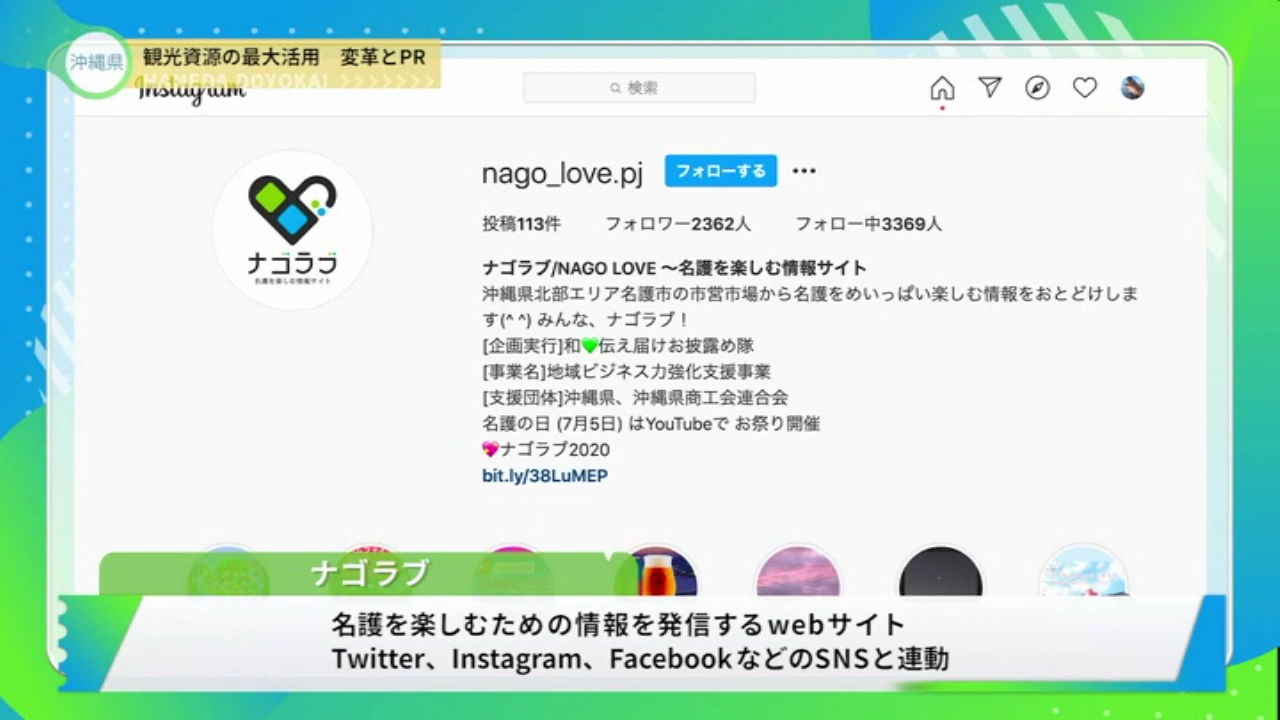 沖縄県
観光資源の最大活用　変革とPR
HANEDA DOYOKAI
Instagram
検索
nago_love.pj
フォローする
投稿113件　フォロワー2362人　フォロー中3369人
ナゴラブ
名護を楽しむ情報サイト
ナゴラブ/NAGO LOVE 〜名護を楽しむ情報サイト
沖縄県北部エリア名護市の市営市場から名護をめいっぱい楽しむ情報をおとどけしま
す(^ ^) みんな、ナゴラブ！
[企画実行]和💚伝え届けお披露め隊
[事業名]地域ビジネス力強化支援事業
[支援団体]沖縄県、沖縄県商工会連合会
名護の日 (7月5日) はYouTubeで お祭り開催
💖ナゴラブ2020
bit.ly/38LuMEP
ナゴラブ
名護を楽しむための情報を発信するwebサイト
Twitter、Instagram、FacebookなどのSNSと連動